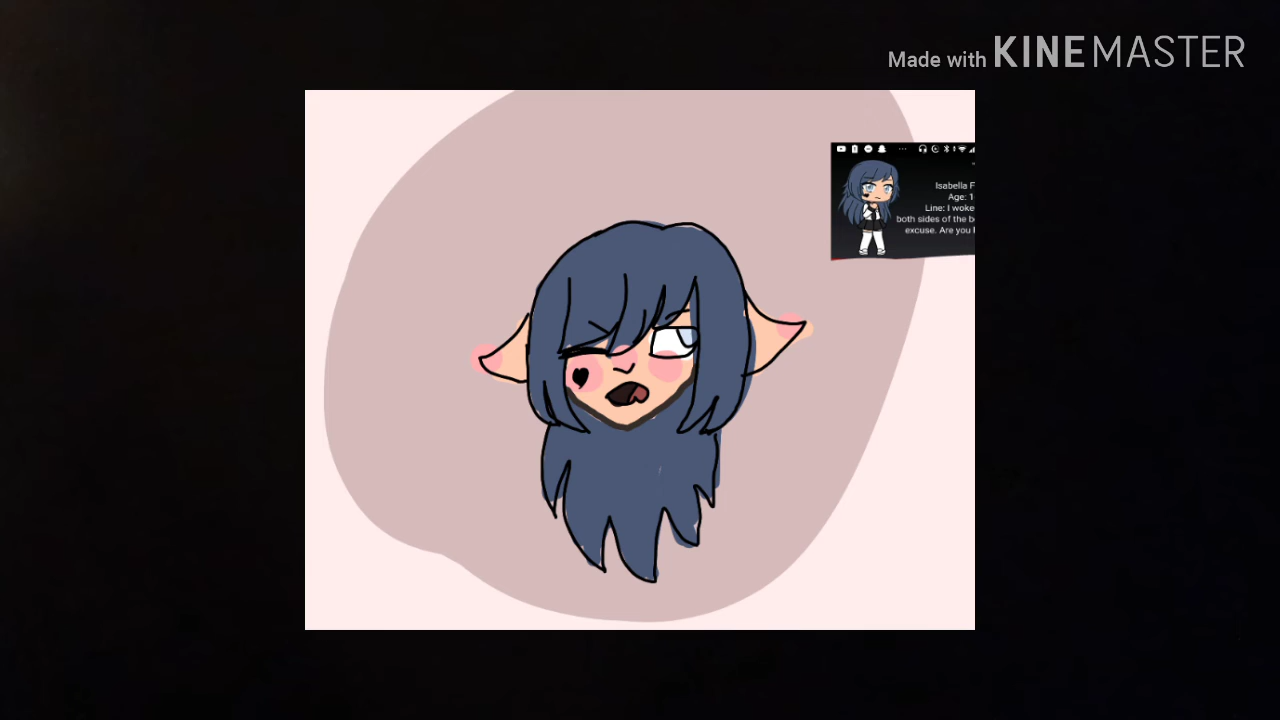 Made with KINEMASTER
Isabella F
Age: 1
Line: I woke
both sides of the b
excuse. Are you